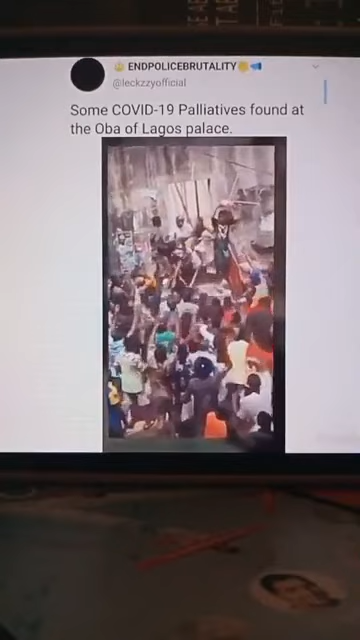 ENDPOLICEBRUTALITY
@leckzzyofficial
Some COVID-19 Palliatives found at
the Oba of Lagos palace.